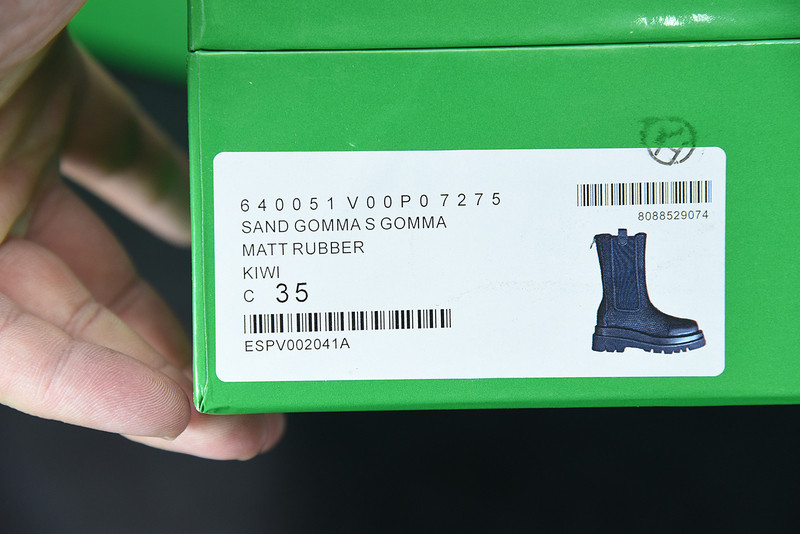 640051 V00P0 7275
SAND GOMMA S GOMMA
MATT RUBBER
KIWI
C 35
ESPV002041A
8088529074